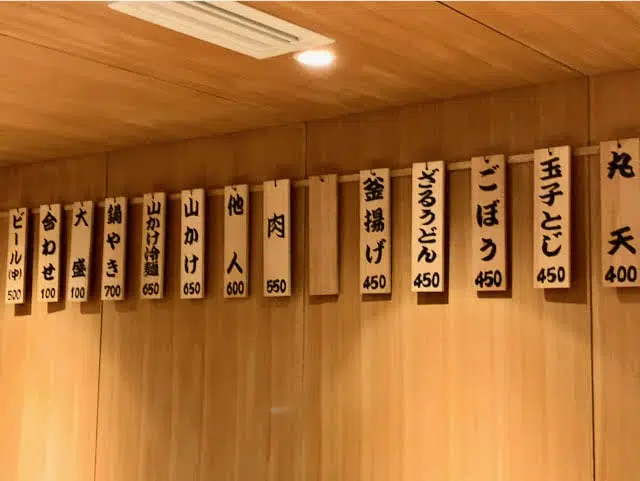 丸天
400
玉子とじ
450
ごぼう
450
ざるうどん
450
釜揚げ
450
肉
550
他人
600
山かけ
650
山かけ冷麺
650
鍋やき
700
大盛
100
合わせ
100
ビール(中)
500